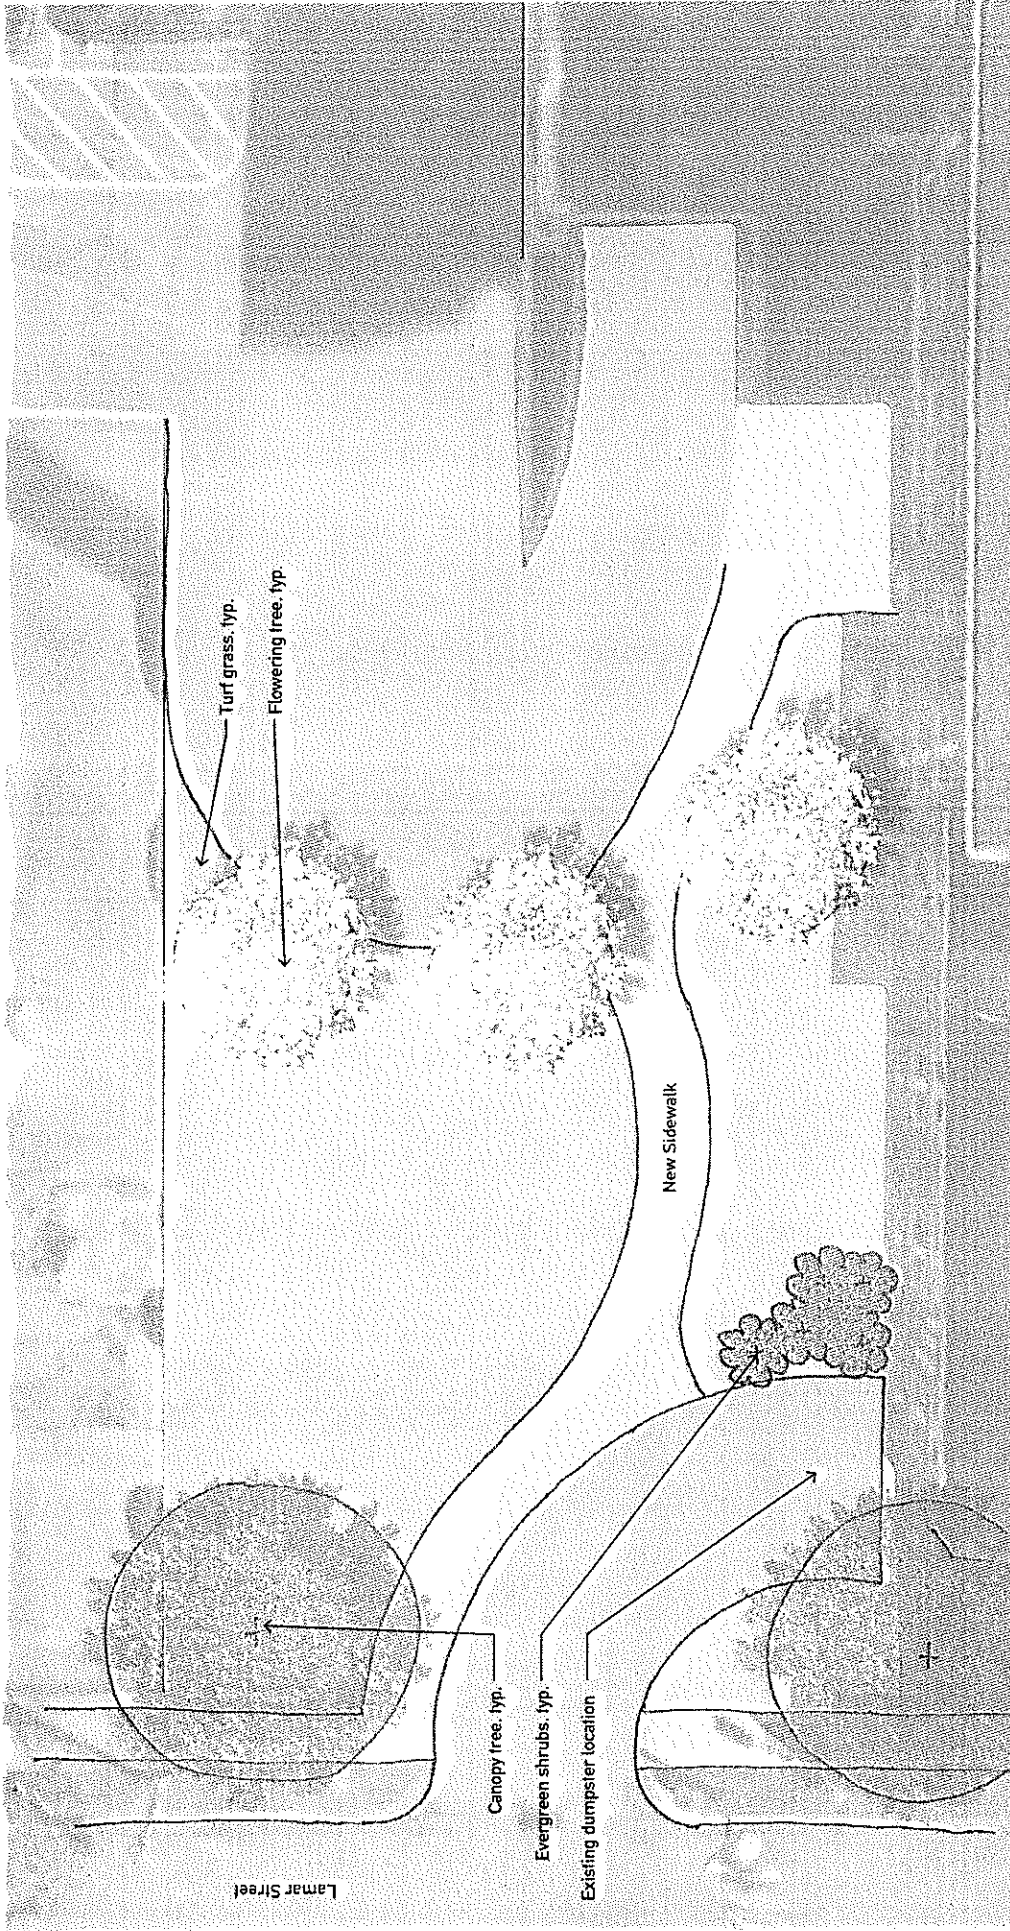 Turf grass. typ.
Flowering tree. typ.
New Sidewalk
Canopy tree. typ.
Evergreen shrubs. typ.
Existing dumpster location
Lamar Street